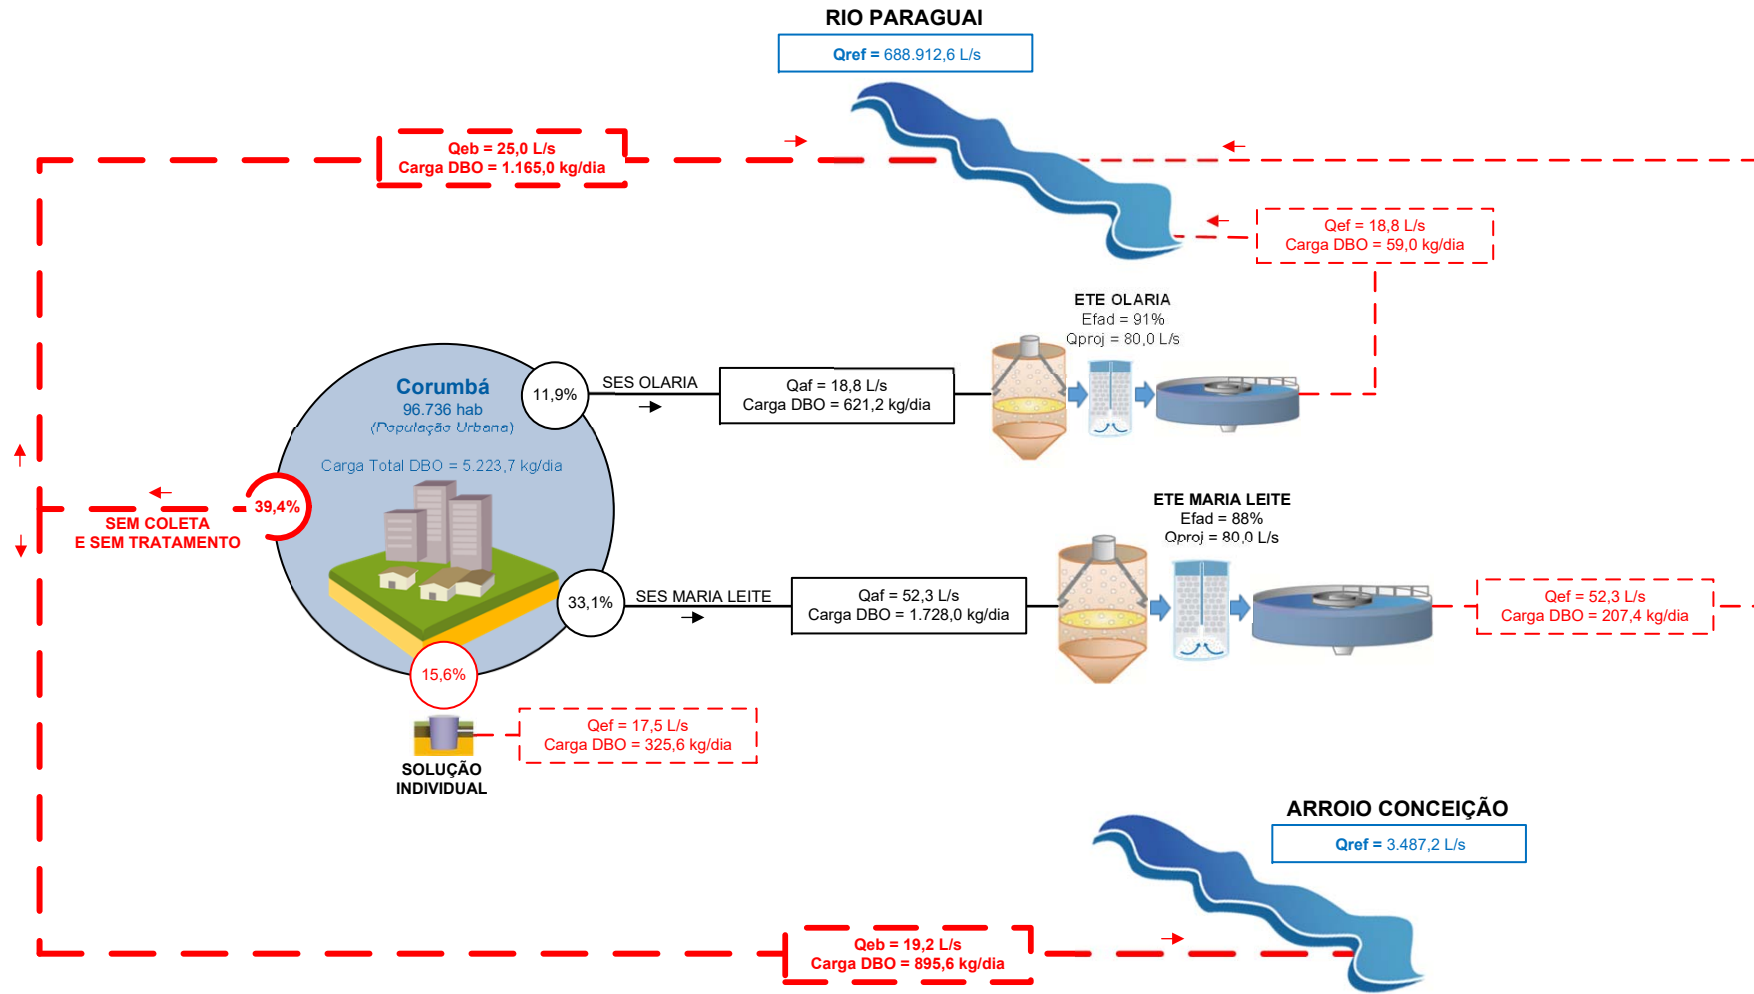 RIO PARAGUAI
Qref = 688.912,6 L/s
Qeb = 25,0 L/s
Carga DBO = 1.165,0 kg/dia
Qef = 18,8 L/s
Carga DBO = 59,0 kg/dia
ETE OLARIA
Efad = 91%
Qproj = 80,0 L/s
Corumbá
96.736 hab
(População Urbana)
Carga Total DBO = 5.223,7 kg/dia
11,9%
SES OLARIA
Qaf = 18,8 L/s
Carga DBO = 621,2 kg/dia
39,4%
SEM COLETA
E SEM TRATAMENTO
ETE MARIA LEITE
Efad = 88%
Qproj = 80,0 L/s
33,1%
SES MARIA LEITE
Qaf = 52,3 L/s
Carga DBO = 1.728,0 kg/dia
Qef = 52,3 L/s
Carga DBO = 207,4 kg/dia
15,6%
Qef = 17,5 L/s
Carga DBO = 325,6 kg/dia
SOLUÇÃO
INDIVIDUAL
ARROIO CONCEIÇÃO
Qref = 3.487,2 L/s
Qeb = 19,2 L/s
Carga DBO = 895,6 kg/dia